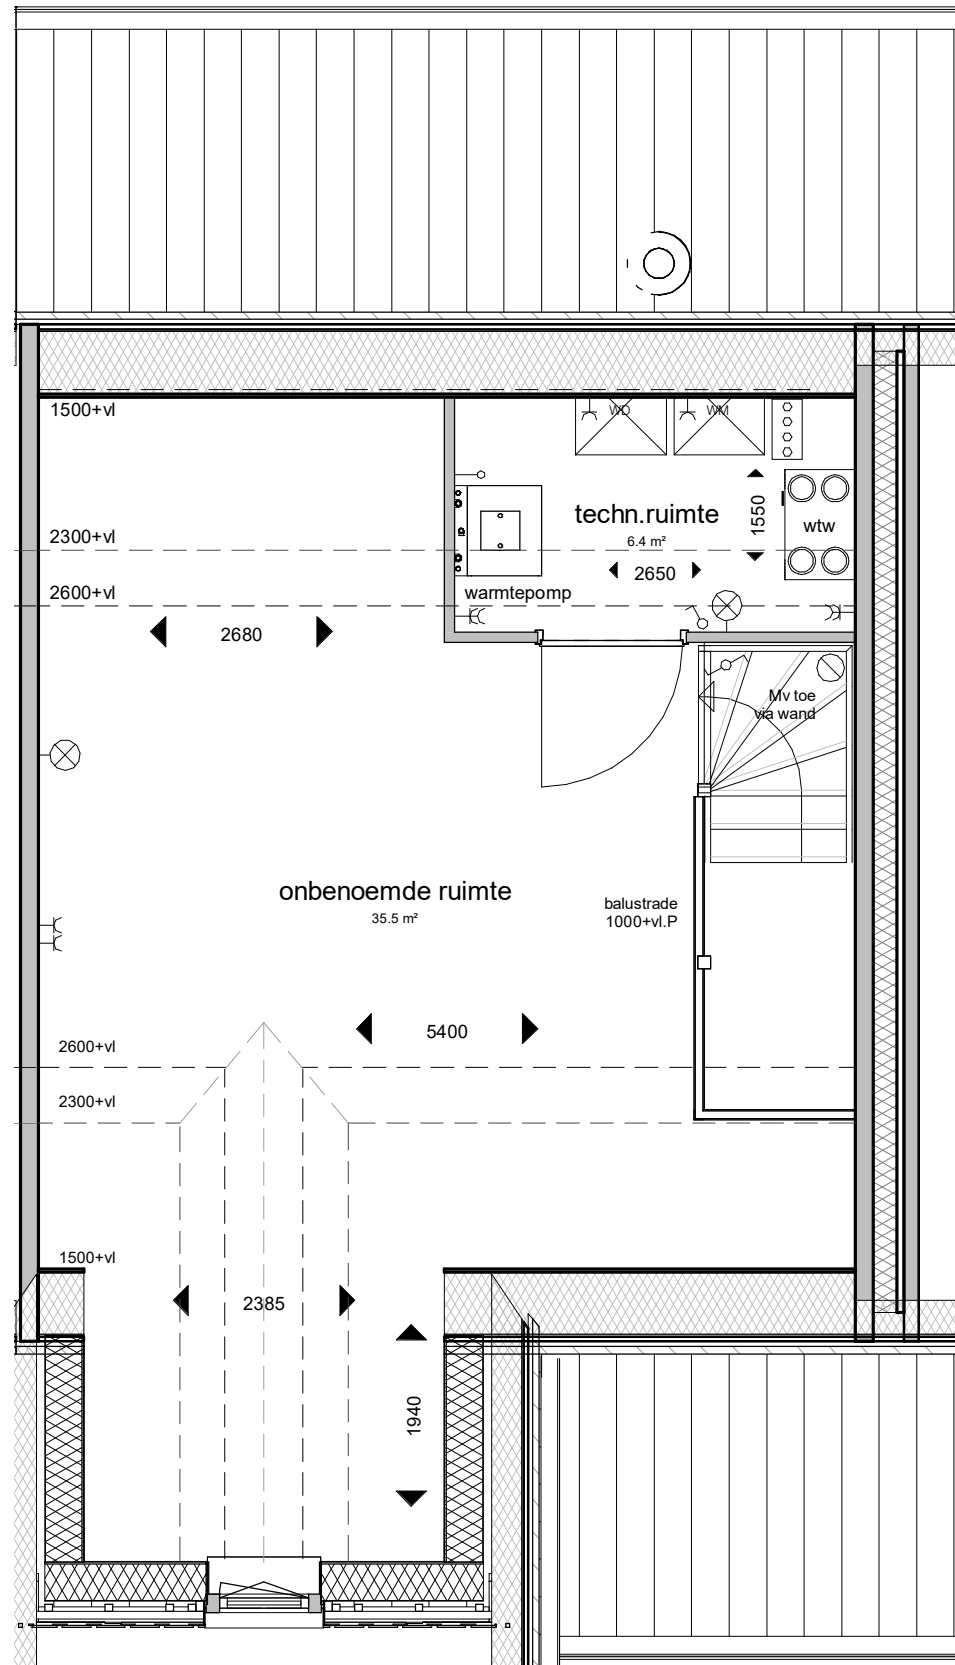 1500+vl
WD
WM
techn.ruimte
6.4 m²
1550
wtw
2300+vl
2650
2600+vl
warmtepomp
2680
Mv toe
via wand
onbenoemde ruimte
35.5 m²
balustrade
1000+vl.P
5400
2600+vl
2300+vl
1500+vl
2385
1940